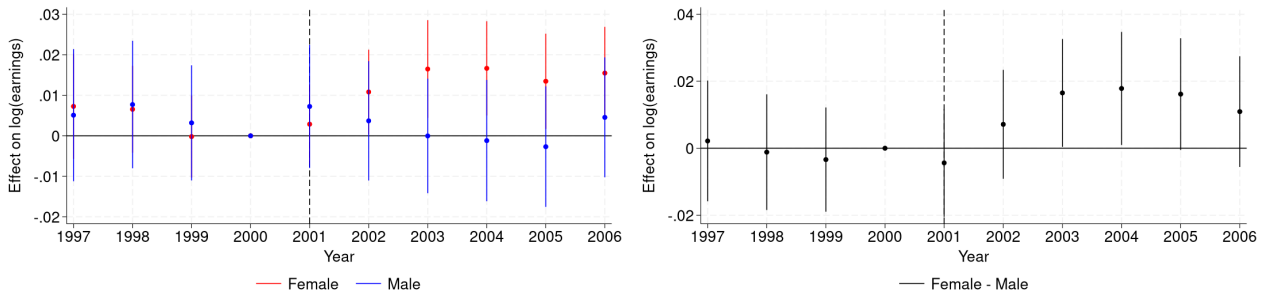 Effect on log(earnings)
.03
.02
.01
0
-.01
-.02
1997 1998 1999 2000 2001 2002 2003 2004 2005 2006
Year
Female Male
Effect on log(earnings)
.04
.02
0
-.02
1997 1998 1999 2000 2001 2002 2003 2004 2005 2006
Year
Female - Male